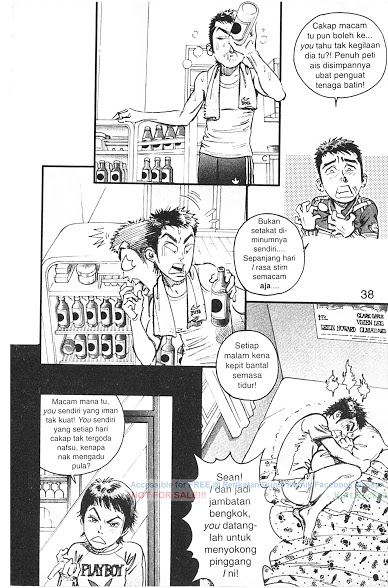 Cakap macam
tu pun boleh ke...
you tahu tak kegilaan
dia tu?! Penuh peti
ais disimpannya
ubat penguat
tenaga batin!
Bukan
setakat di-
minumnya
sendiri....
Sepanjang hari
I rasa stim
semacam
aja....
38
Setiap
malam kena
kepit bantal
semasa
tidur!
Macam mana tu,
you sendiri yang iman
tak kuat! You sendiri
yang setiap hari
cakap tak tergoda
nafsu, kenapa
nak mengadu
pula?
PLAYBOY
Sean!
I dan jadi
jambatan
bengkok,
you datang-
lah untuk
menyokong
pinggang
I ni!
Accessible for FREE @
NOT FOR SALE!!!